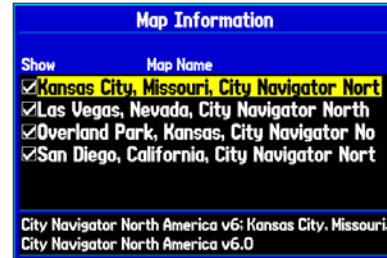 Map Information
Show Map Name
Kansas City, Missouri, City Navigator Nort
Las Vegas, Nevada, City Navigator North
Overland Park, Kansas, City Navigator No
San Diego, California, City Navigator Nort
City Navigator North America v6; Kansas City, Missouri,
City Navigator North America v6.0